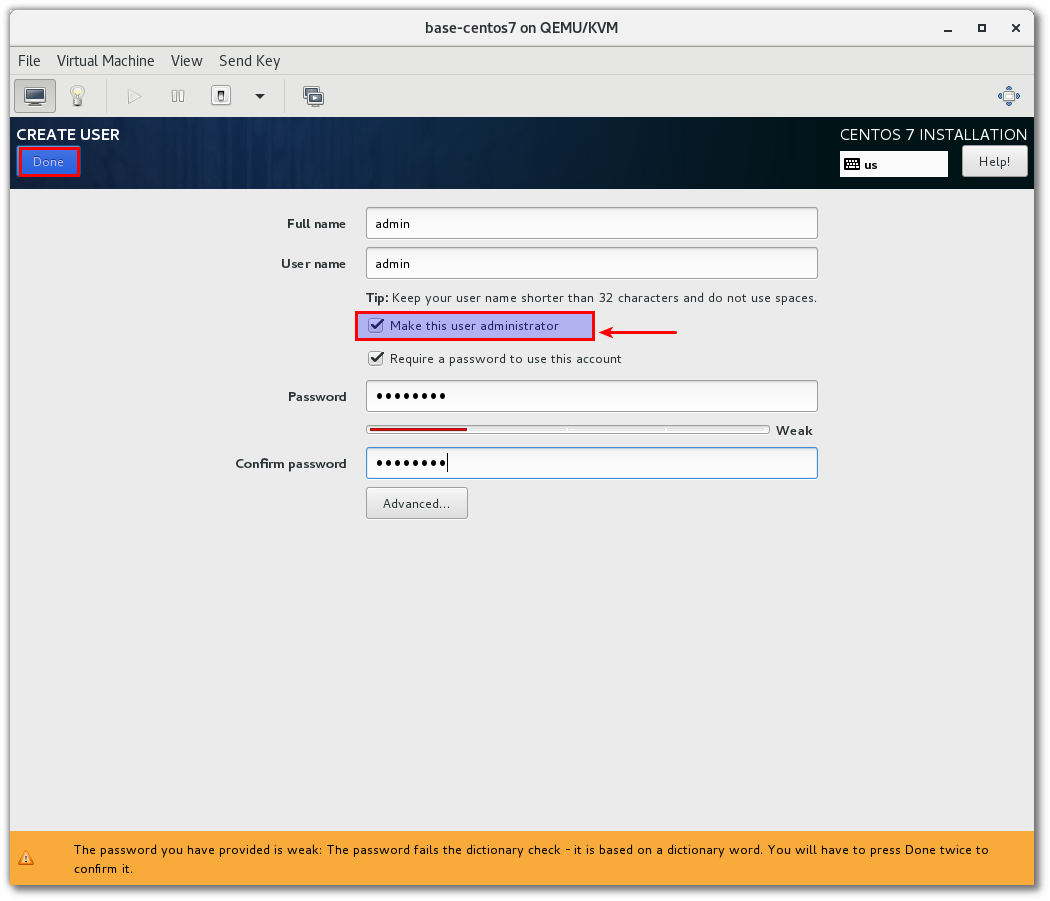 base-centos7 on QEMU/KVM
File Virtual Machine View Send Key
CREATE USER
CENTOS 7 INSTALLATION
Done
us
Help!
Full name
admin
User name
admin
Tip: Keep your user name shorter than 32 characters and do not use spaces.
Make this user administrator
Require a password to use this account
Password
••••••••
Weak
Confirm password
••••••••
Advanced...
The password you have provided is weak: The password fails the dictionary check - it is based on a dictionary word. You will have to press Done twice to
confirm it.